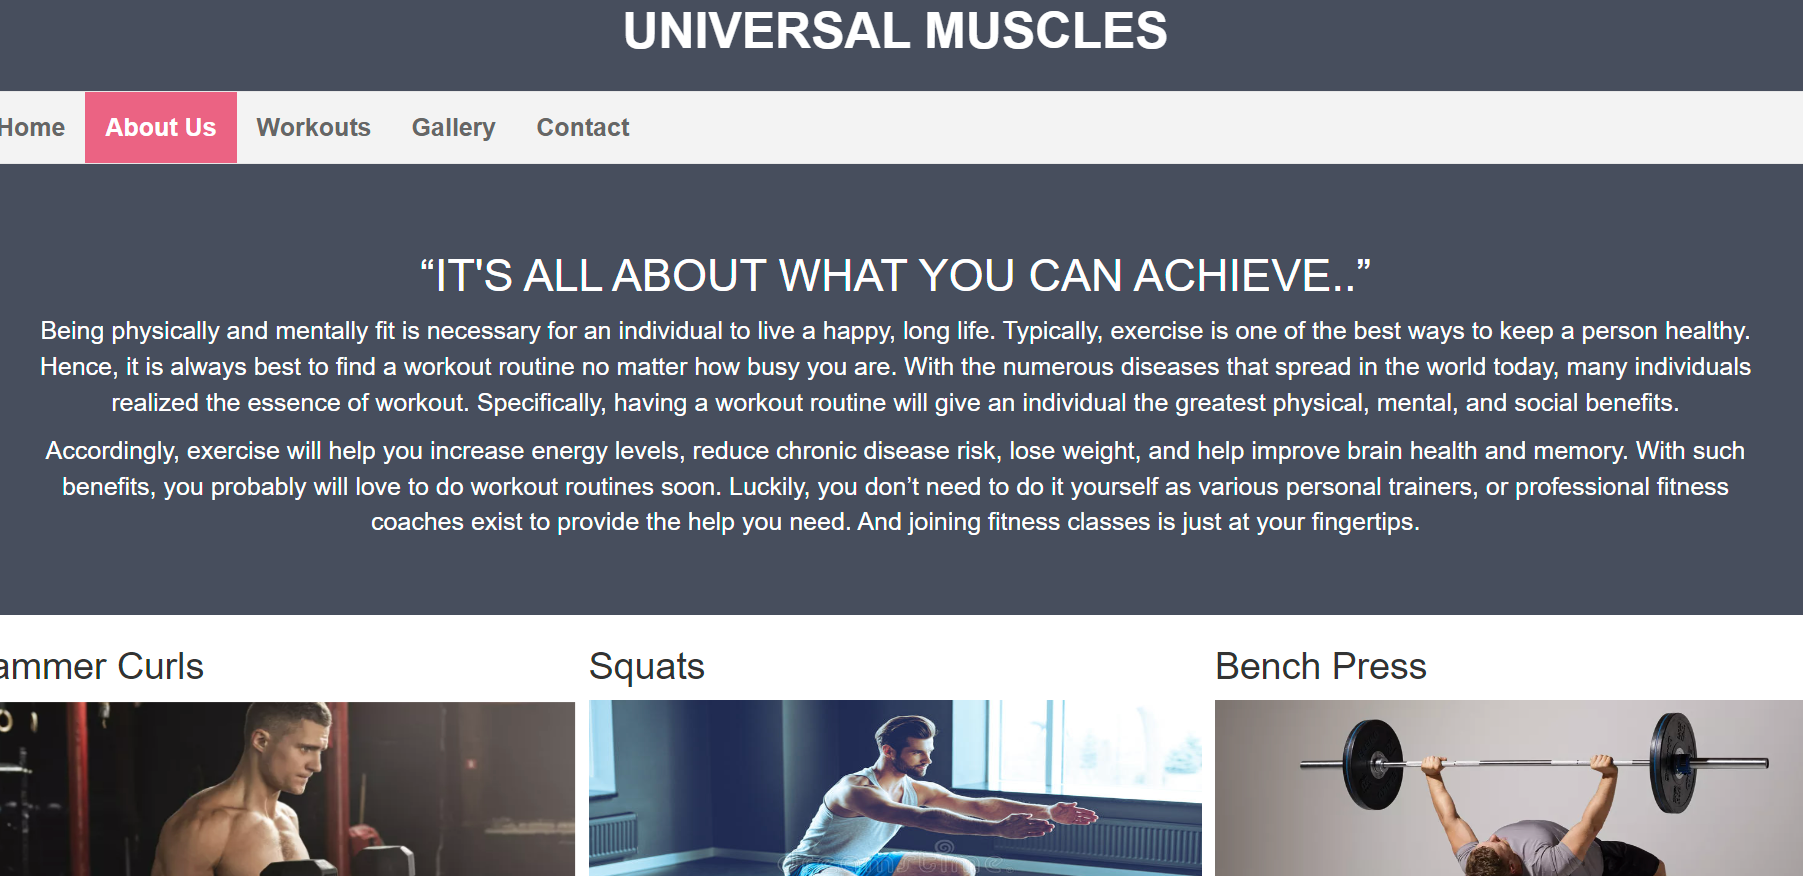 UNIVERSAL MUSCLES
Home About Us Workouts Gallery Contact
“IT'S ALL ABOUT WHAT YOU CAN ACHIEVE..”
Being physically and mentally fit is necessary for an individual to live a happy, long life. Typically, exercise is one of the best ways to keep a person healthy.
Hence, it is always best to find a workout routine no matter how busy you are. With the numerous diseases that spread in the world today, many individuals
realized the essence of workout. Specifically, having a workout routine will give an individual the greatest physical, mental, and social benefits.
Accordingly, exercise will help you increase energy levels, reduce chronic disease risk, lose weight, and help improve brain health and memory. With such
benefits, you probably will love to do workout routines soon. Luckily, you don’t need to do it yourself as various personal trainers, or professional fitness
coaches exist to provide the help you need. And joining fitness classes is just at your fingertips.
ammer Curls Squats Bench Press
dreamstime